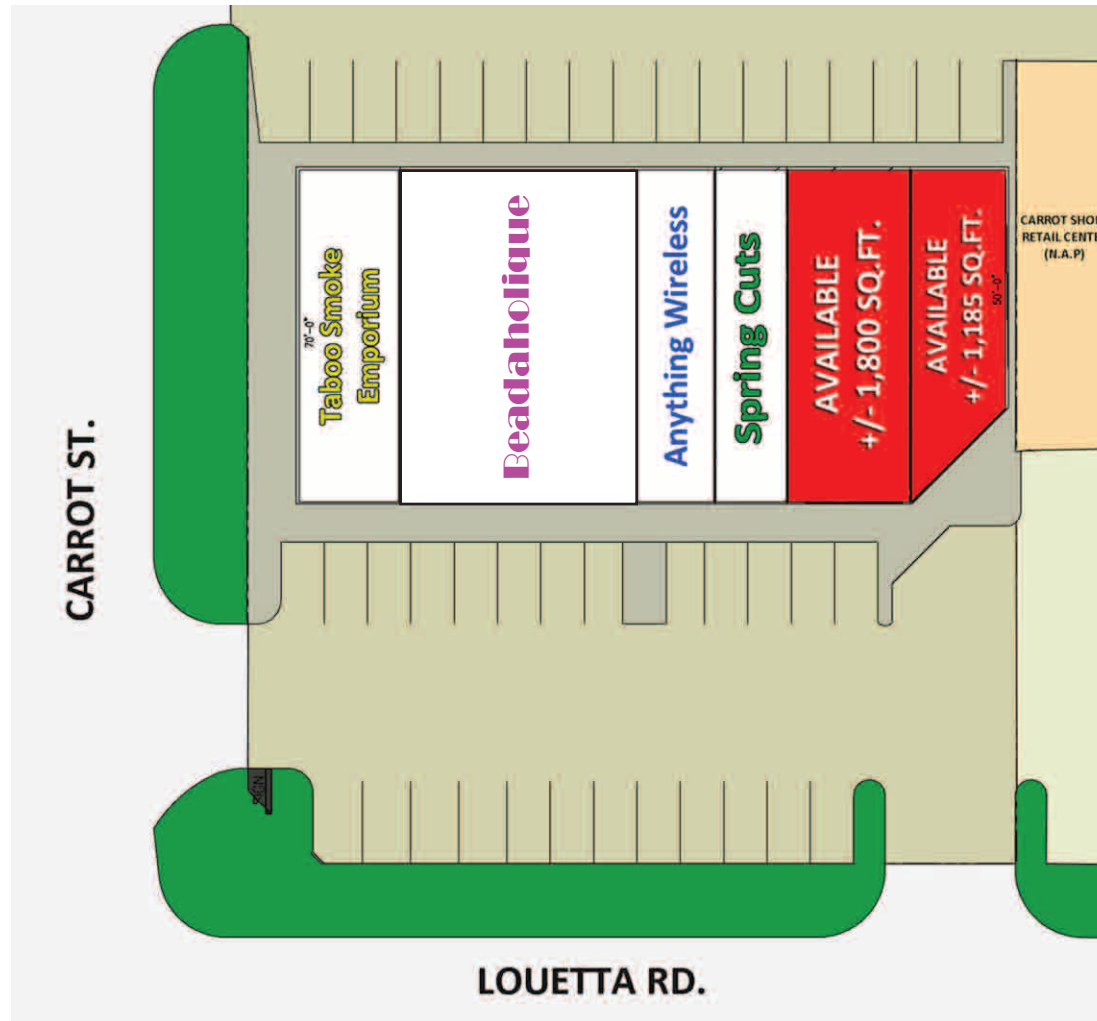 CARROT ST.
70'-0"
Taboo Smoke
Emporium
Beadaholique
Anything Wireless
Spring Cuts
AVAILABLE
+/- 1,800 SQ.FT.
AVAILABLE
+/- 1,185 SQ.FT.
50'-0"
CARROT SHO
RETAIL CENTE
(N.A.P)
SIGN
LOUETTA RD.